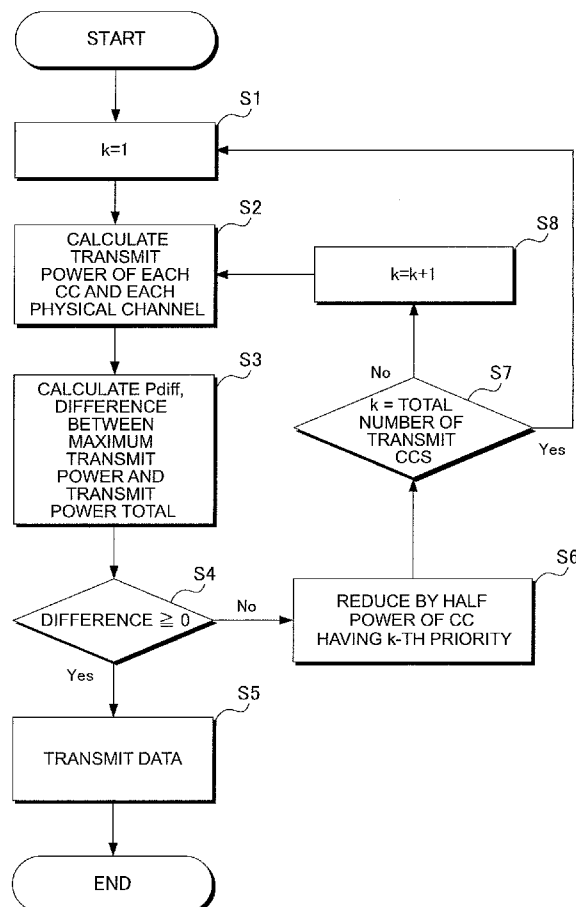 START
S1
k=1
S2
CALCULATE
TRANSMIT
POWER OF EACH
CC AND EACH
PHYSICAL CHANNEL
S8
k=k+1
S3
CALCULATE Pdiff,
DIFFERENCE
BETWEEN
MAXIMUM
TRANSMIT
POWER AND
TRANSMIT
POWER TOTAL
No
S7
k = TOTAL
NUMBER OF
TRANSMIT
CCS
Yes
S4
DIFFERENCE ≧ 0
No
Yes
S6
REDUCE BY HALF
POWER OF CC
HAVING k-TH PRIORITY
S5
TRANSMIT DATA
END